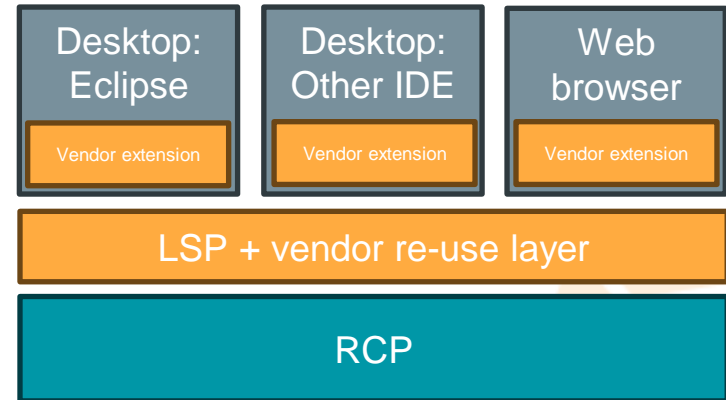 Desktop:
Eclipse
Vendor extension
Desktop:
Other IDE
Vendor extension
Web
browser
Vendor extension
LSP + vendor re-use layer
RCP